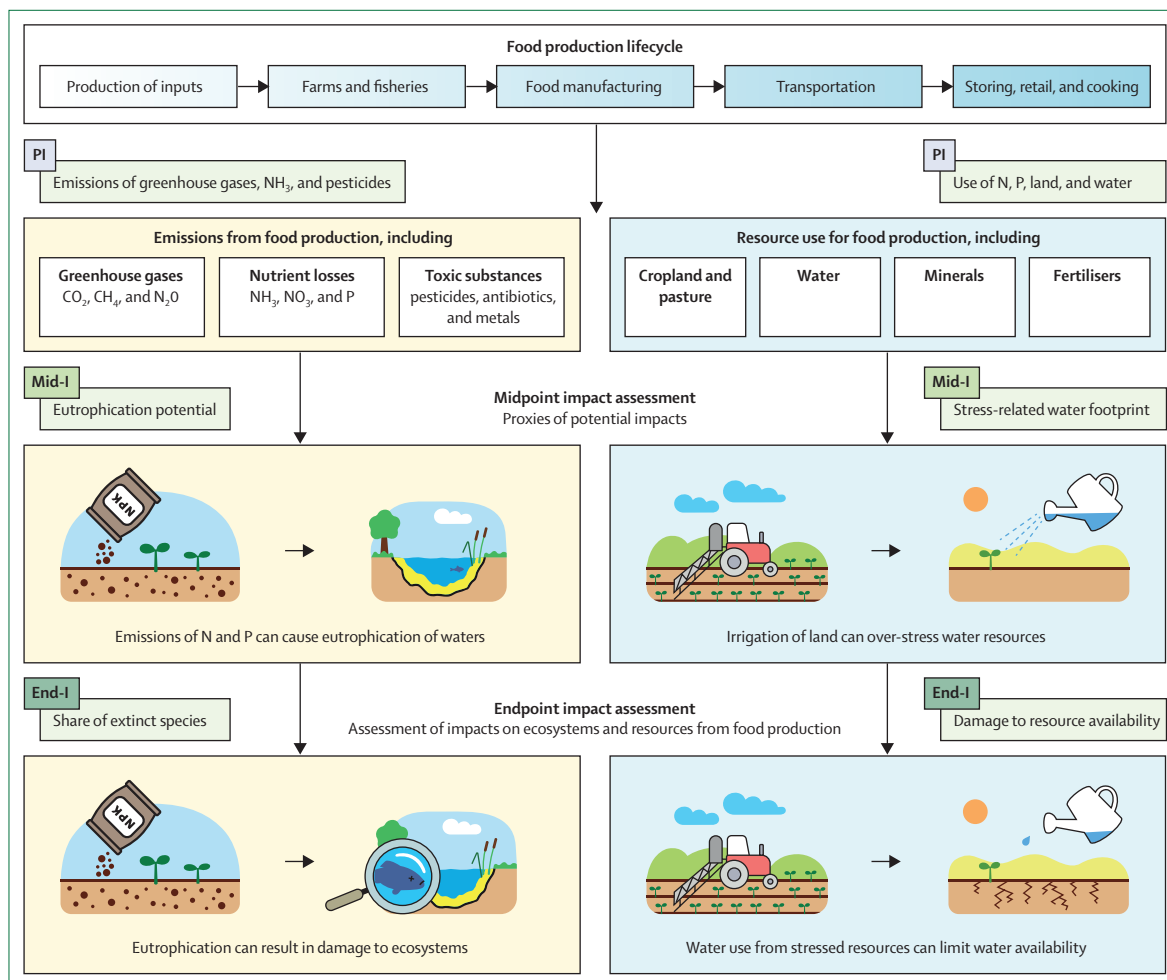 Food production lifecycle
Production of inputs
Farms and fisheries
Food manufacturing
Transportation
Storing, retail, and cooking
PI
Emissions of greenhouse gases, NH₃, and pesticides
PI
Use of N, P, land, and water
Emissions from food production, including
Greenhouse gases
CO₂, CH₄, and N₂0
Nutrient losses
NH₃, NO₃, and P
Toxic substances
pesticides, antibiotics,
and metals
Resource use for food production, including
Cropland and
pasture
Water
Minerals
Fertilisers
Mid-I
Eutrophication potential
Midpoint impact assessment
Proxies of potential impacts
Mid-I
Stress-related water footprint
NPK
Emissions of N and P can cause eutrophication of waters
Irrigation of land can over-stress water resources
End-I
Share of extinct species
Endpoint impact assessment
Assessment of impacts on ecosystems and resources from food production
End-I
Damage to resource availability
NPK
Eutrophication can result in damage to ecosystems
Water use from stressed resources can limit water availability